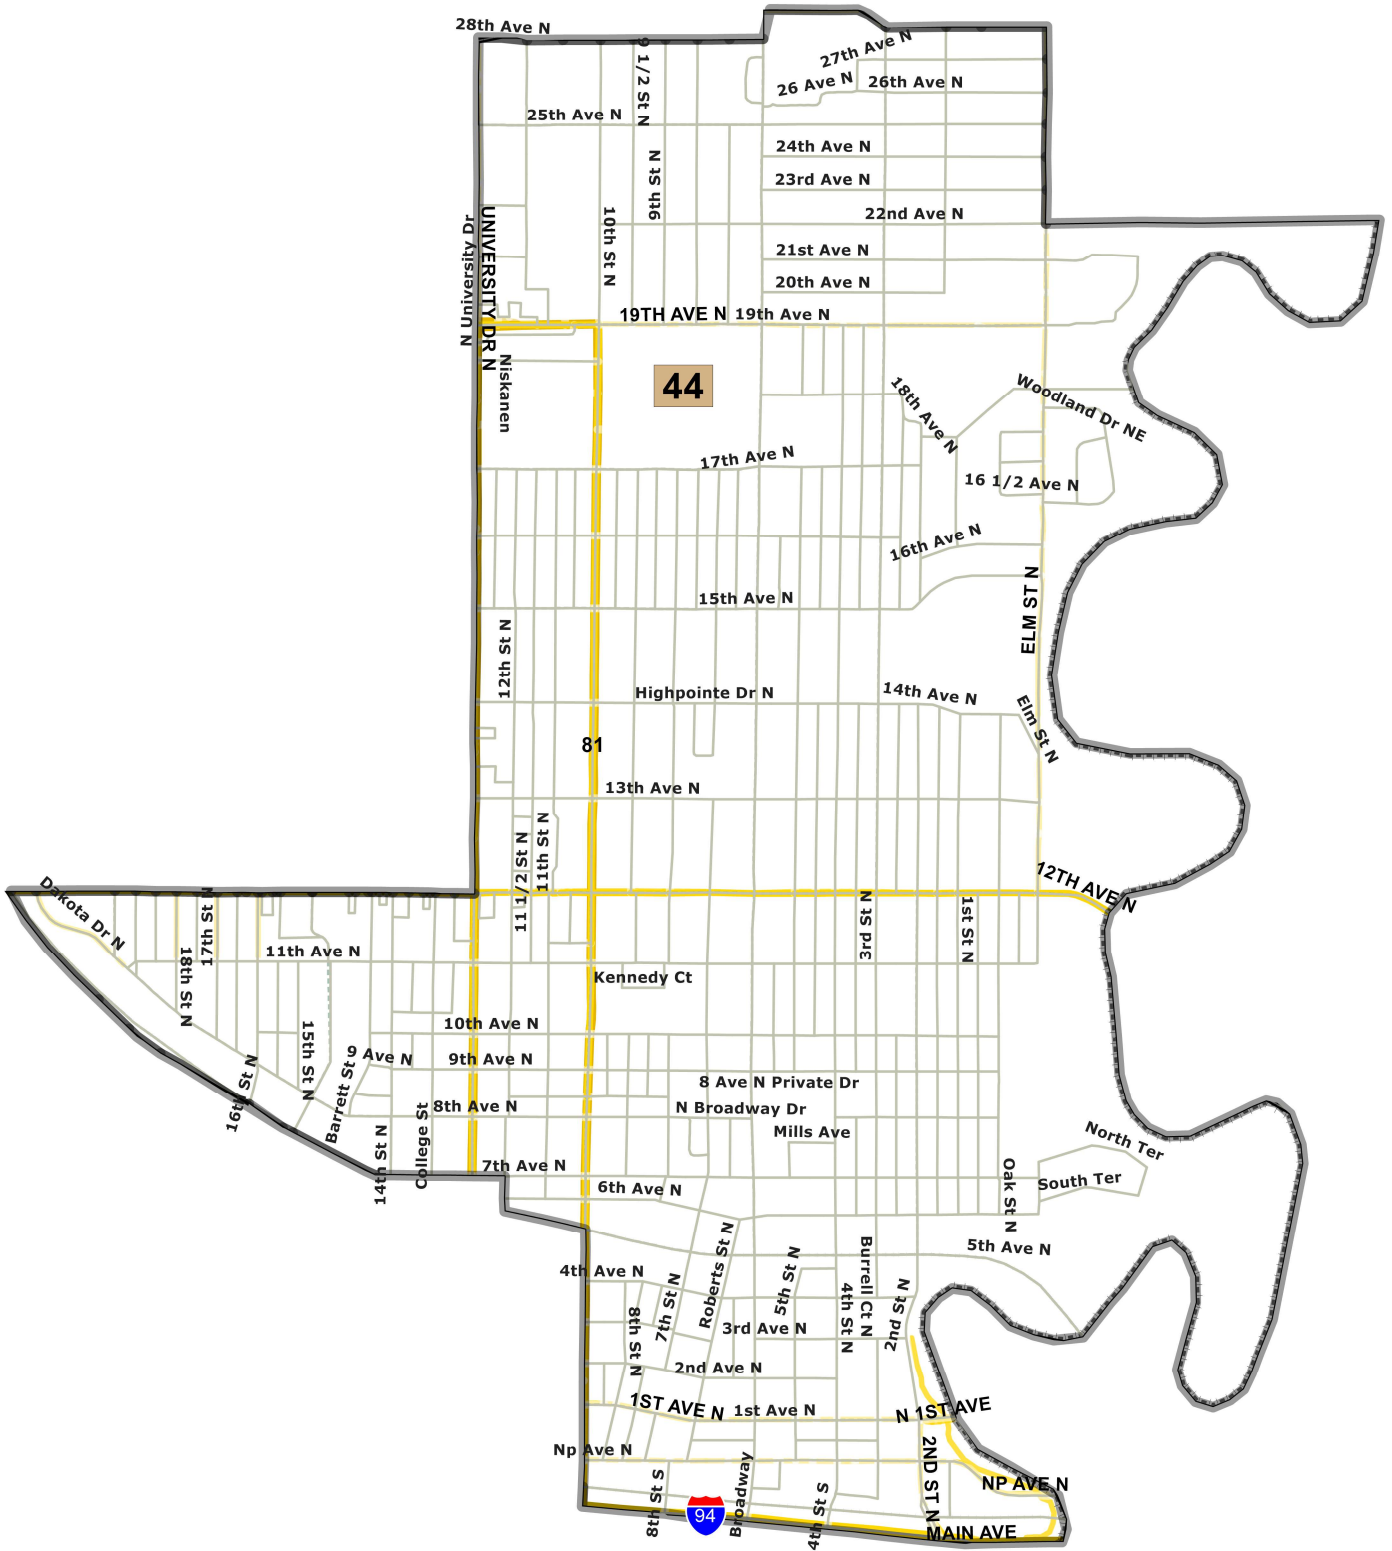 28th Ave N
27th Ave N
9 1/2 St N
26 Ave N
26th Ave N
25th Ave N
24th Ave N
9th St N
23rd Ave N
22nd Ave N
N University Dr
UNIVERSITY DR N
10th St N
21st Ave N
20th Ave N
19TH AVE N
19th Ave N
Niskanen
44
18th Ave N
Woodland Dr NE
17th Ave N
16 1/2 Ave N
16th Ave N
15th Ave N
ELM ST N
12th St N
Highpointe Dr N
14th Ave N
Elm St N
81
13th Ave N
11 1/2 St N
11th St N
12TH AVE N
Dakota Dr N
17th St N
18th St N
11th Ave N
3rd St N
1st St N
Kennedy Ct
10th Ave N
15th St N
9 Ave N
9th Ave N
16th St N
Barrett St
8 Ave N Private Dr
8th Ave N
N Broadway Dr
Mills Ave
North Ter
14th St N
College St
7th Ave N
6th Ave N
Oak St N
South Ter
5th Ave N
4th Ave N
Roberts St N
5th St N
Burrell Ct N
7th St N
8th St N
4th St N
2nd St N
3rd Ave N
2nd Ave N
1ST AVE N
1st Ave N
N 1ST AVE
Np Ave N
2ND ST N
NP AVE N
8th St S
94
Broadway
4th St S
MAIN AVE